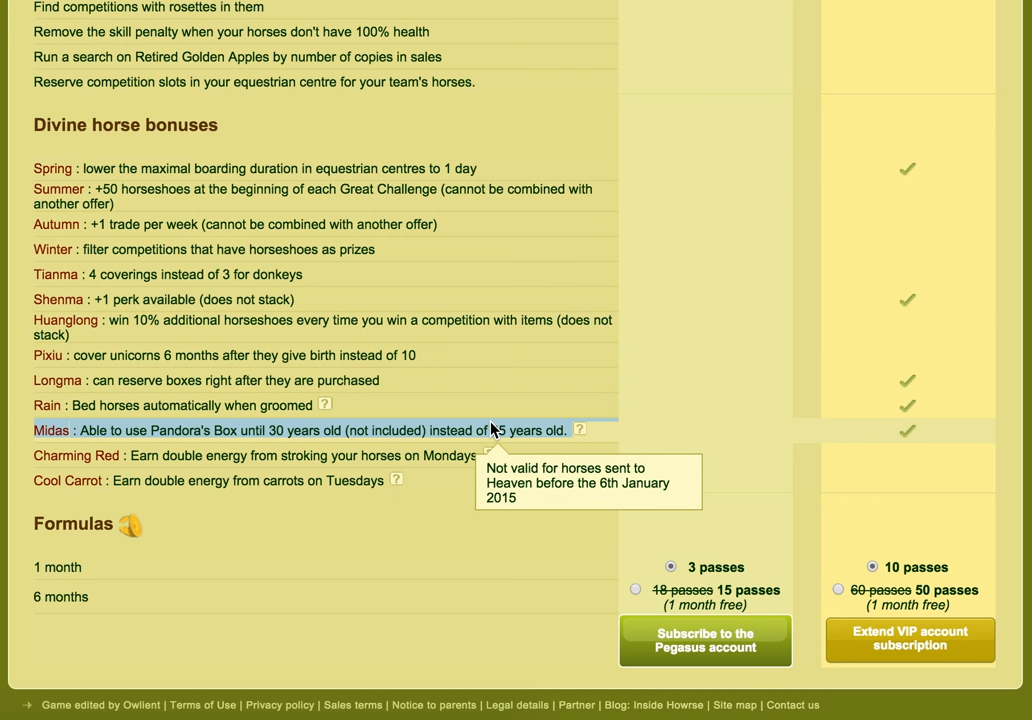 Find competitions with rosettes in them
Remove the skill penalty when your horses don't have 100% health
Run a search on Retired Golden Apples by number of copies in sales
Reserve competition slots in your equestrian centre for your team's horses.
Divine horse bonuses
Spring : lower the maximal boarding duration in equestrian centres to 1 day
Summer : +50 horseshoes at the beginning of each Great Challenge (cannot be combined with
another offer)
Autumn : +1 trade per week (cannot be combined with another offer)
Winter : filter competitions that have horseshoes as prizes
Tianma : 4 coverings instead of 3 for donkeys
Shenma : +1 perk available (does not stack)
Huanglong : win 10% additional horseshoes every time you win a competition with items (does not
stack)
Pixiu : cover unicorns 6 months after they give birth instead of 10
Longma : can reserve boxes right after they are purchased
Rain : Bed horses automatically when groomed ?
Midas : Able to use Pandora's Box until 30 years old (not included) instead of 5 years old. ?
Charming Red : Earn double energy from stroking your horses on Mondays
Cool Carrot : Earn double energy from carrots on Tuesdays ?
Not valid for horses sent to
Heaven before the 6th January
2015
Formulas
1 month 3 passes 10 passes
6 months 18 passes 15 passes 60 passes 50 passes
(1 month free) (1 month free)
Subscribe to the
Pegasus account
Extend VIP account
subscription
Game edited by Owlient | Terms of Use | Privacy policy | Sales terms | Notice to parents | Legal details | Partner | Blog: Inside Howrse | Site map | Contact us